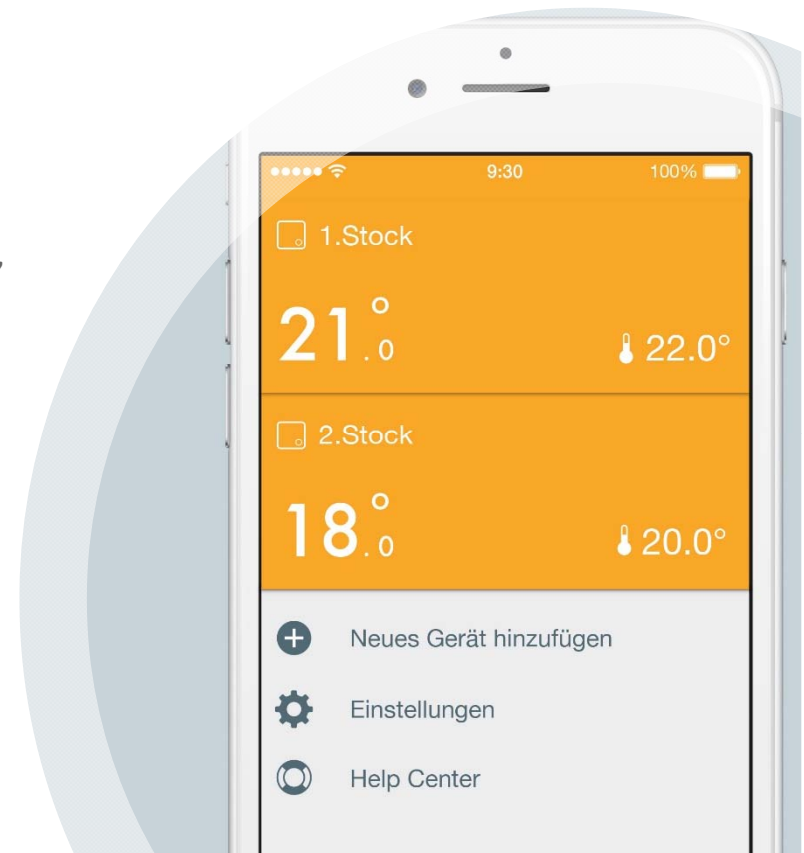 9:30
100%
1.Stock
21.0°
22.0°
2.Stock
18.0°
20.0°
Neues Gerät hinzufügen
Einstellungen
Help Center